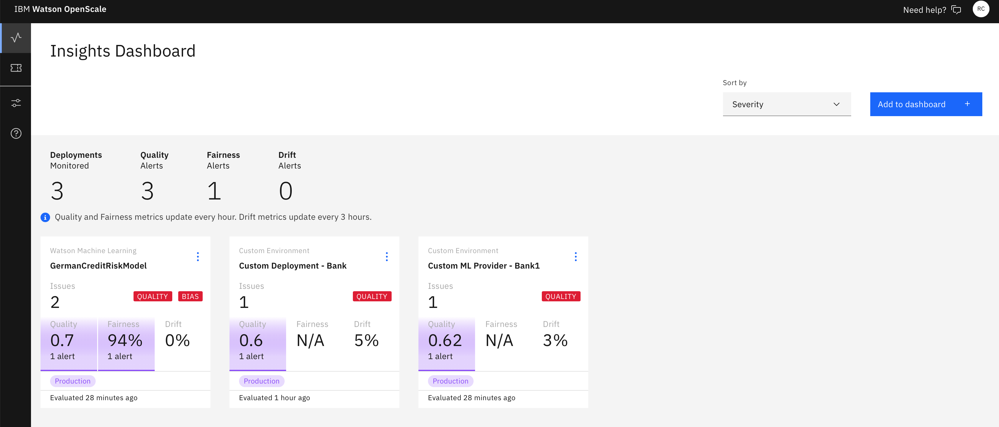 IBM Watson OpenScale
Need help?
RC
Insights Dashboard
Sort by
Severity
Add to dashboard +
Deployments
Monitored
3
Quality
Alerts
3
Fairness
Alerts
1
Drift
Alerts
0
Quality and Fairness metrics update every hour. Drift metrics update every 3 hours.
Watson Machine Learning
GermanCreditRiskModel
Issues
2
QUALITY BIAS
Quality Fairness Drift
0.7 94% 0%
1 alert 1 alert
Production
Evaluated 28 minutes ago
Custom Environment
Custom Deployment - Bank
Issues
1
QUALITY
Quality Fairness Drift
0.6 N/A 5%
1 alert
Production
Evaluated 1 hour ago
Custom Environment
Custom ML Provider - Bank1
Issues
1
QUALITY
Quality Fairness Drift
0.62 N/A 3%
1 alert
Production
Evaluated 28 minutes ago